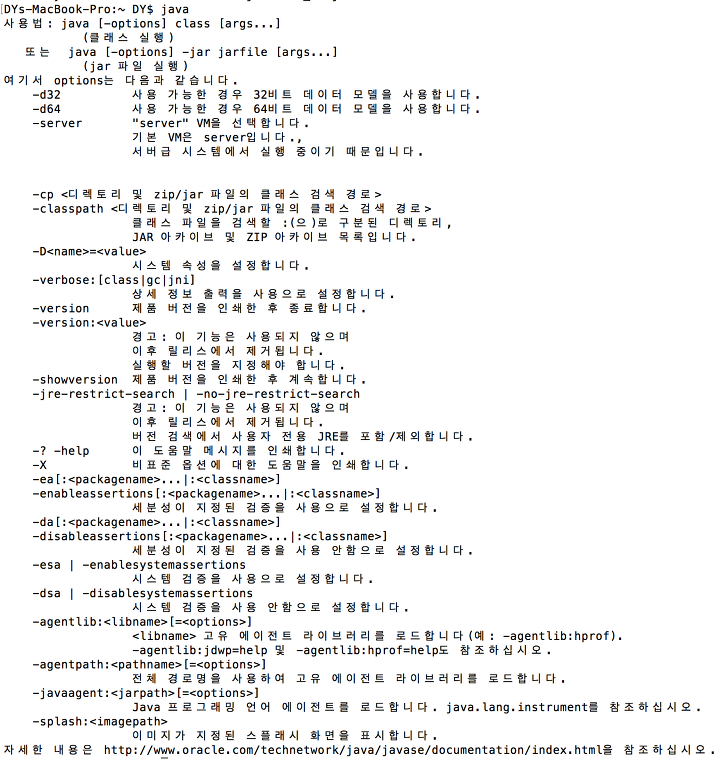 DYs-MacBook-Pro:~ DY$ java
사용법: java [-options] class [args...]
(클래스 실행)
또는 java [-options] -jar jarfile [args...]
(jar 파일 실행)
여기서 options는 다음과 같습니다.
-d32 사용 가능한 경우 32비트 데이터 모델을 사용합니다.
-d64 사용 가능한 경우 64비트 데이터 모델을 사용합니다.
-server "server" VM을 선택합니다.
기본 VM은 server입니다.,
서버급 시스템에서 실행 중이기 때문입니다.
-cp <디렉토리 및 zip/jar 파일의 클래스 검색 경로>
-classpath <디렉토리 및 zip/jar 파일의 클래스 검색 경로>
클래스 파일을 검색할 :(으)로 구분된 디렉토리,
JAR 아카이브 및 ZIP 아카이브 목록입니다.
-D<name>=<value>
시스템 속성을 설정합니다.
-verbose:[class|gc|jni]
상세 정보 출력을 사용으로 설정합니다.
-version 제품 버전을 인쇄한 후 종료합니다.
-version:<value>
경고: 이 기능은 사용되지 않으며
이후 릴리스에서 제거됩니다.
실행할 버전을 지정해야 합니다.
-showversion 제품 버전을 인쇄한 후 계속합니다.
-jre-restrict-search | -no-jre-restrict-search
경고: 이 기능은 사용되지 않으며
이후 릴리스에서 제거됩니다.
버전 검색에서 사용자 전용 JRE를 포함/제외합니다.
-? -help 이 도움말 메시지를 인쇄합니다.
-X 비표준 옵션에 대한 도움말을 인쇄합니다.
-ea[:<packagename>...|:<classname>]
-enableassertions[:<packagename>...|:<classname>]
세분성이 지정된 검증을 사용으로 설정합니다.
-da[:<packagename>...|:<classname>]
-disableassertions[:<packagename>...|:<classname>]
세분성이 지정된 검증을 사용 안함으로 설정합니다.
-esa | -enablesystemassertions
시스템 검증을 사용으로 설정합니다.
-dsa | -disablesystemassertions
시스템 검증을 사용 안함으로 설정합니다.
-agentlib:<libname>[=<options>]
<libname> 고유 에이전트 라이브러리를 로드합니다(예: -agentlib:hprof).
-agentlib:jdwp=help 및 -agentlib:hprof=help도 참조하십시오.
-agentpath:<pathname>[=<options>]
전체 경로명을 사용하여 고유 에이전트 라이브러리를 로드합니다.
-javaagent:<jarpath>[=<options>]
Java 프로그래밍 언어 에이전트를 로드합니다. java.lang.instrument를 참조하십시오.
-splash:<imagepath>
이미지가 지정된 스플래시 화면을 표시합니다.
자세한 내용은 http://www.oracle.com/technetwork/java/javase/documentation/index.html을 참조하십시오.